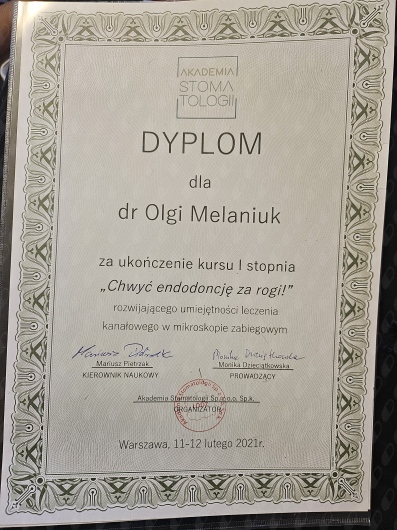 AKADEMIA
STOMA
TOLOGII
DYPLOM
dla
dr Olgi Melaniuk
za ukończenie kursu I stopnia
„Chwyć endodoncję za rogi!”
rozwijającego umiejętności leczenia
kanałowego w mikroskopie zabiegowym
Mariusz Pietrzak
KIEROWNIK NAUKOWY
Monika Dzieciątkowska
PROWADZĄCY
Akademia Stomatologii Sp. z o.o. Sp.k.
ORGANIZATOR
Warszawa, 11-12 lutego 2021r.